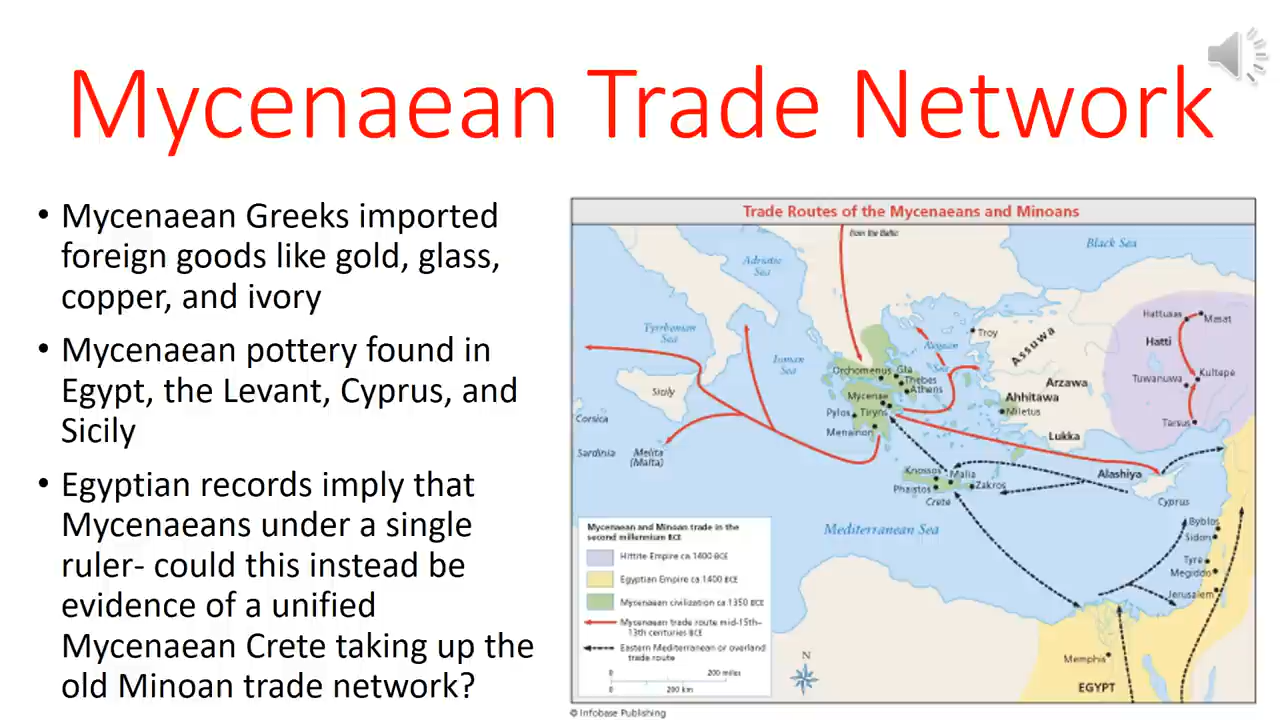 Mycenaean Trade Network
• Mycenaean Greeks imported
foreign goods like gold, glass,
copper, and ivory
• Mycenaean pottery found in
Egypt, the Levant, Cyprus, and
Sicily
• Egyptian records imply that
Mycenaeans under a single
ruler- could this instead be
evidence of a unified
Mycenaean Crete taking up the
old Minoan trade network?
Trade Routes of the Mycenaeans and Minoans
from the Baltic
Black Sea
Adriatic
Sea
Tyrrhenian
Sea
Ionian
Sea
Aegean
Sea
Troy
Assuwa
Hattusas
Masat
Hatti
Tuwanuwa
Kultepe
Tarsus
Orchomenus
Gla
Thebes
Athens
Mycenae
Tiryns
Pylos
Menainon
Arzawa
Ahhitawa
Miletus
Lukka
Sicily
Corsica
Sardinia
Melita
(Malta)
Knossos
Malia
Phaistos
Zakros
Crete
Alashiya
Cyprus
Mediterranean Sea
Byblos
Sidon
Tyre
Megiddo
Jerusalem
Memphis
EGYPT
Mycenaean and Minoan trade in the
second millennium BCE
Hittite Empire ca 1400 BCE
Egyptian Empire ca 1400 BCE
Mycenaean civilization ca 1350 BCE
Mycenaean trade route mid-15th–
13th centuries BCE
Eastern Mediterranean or overland
trade route
0 200 miles
0 200 km
N
© Infobase Publishing